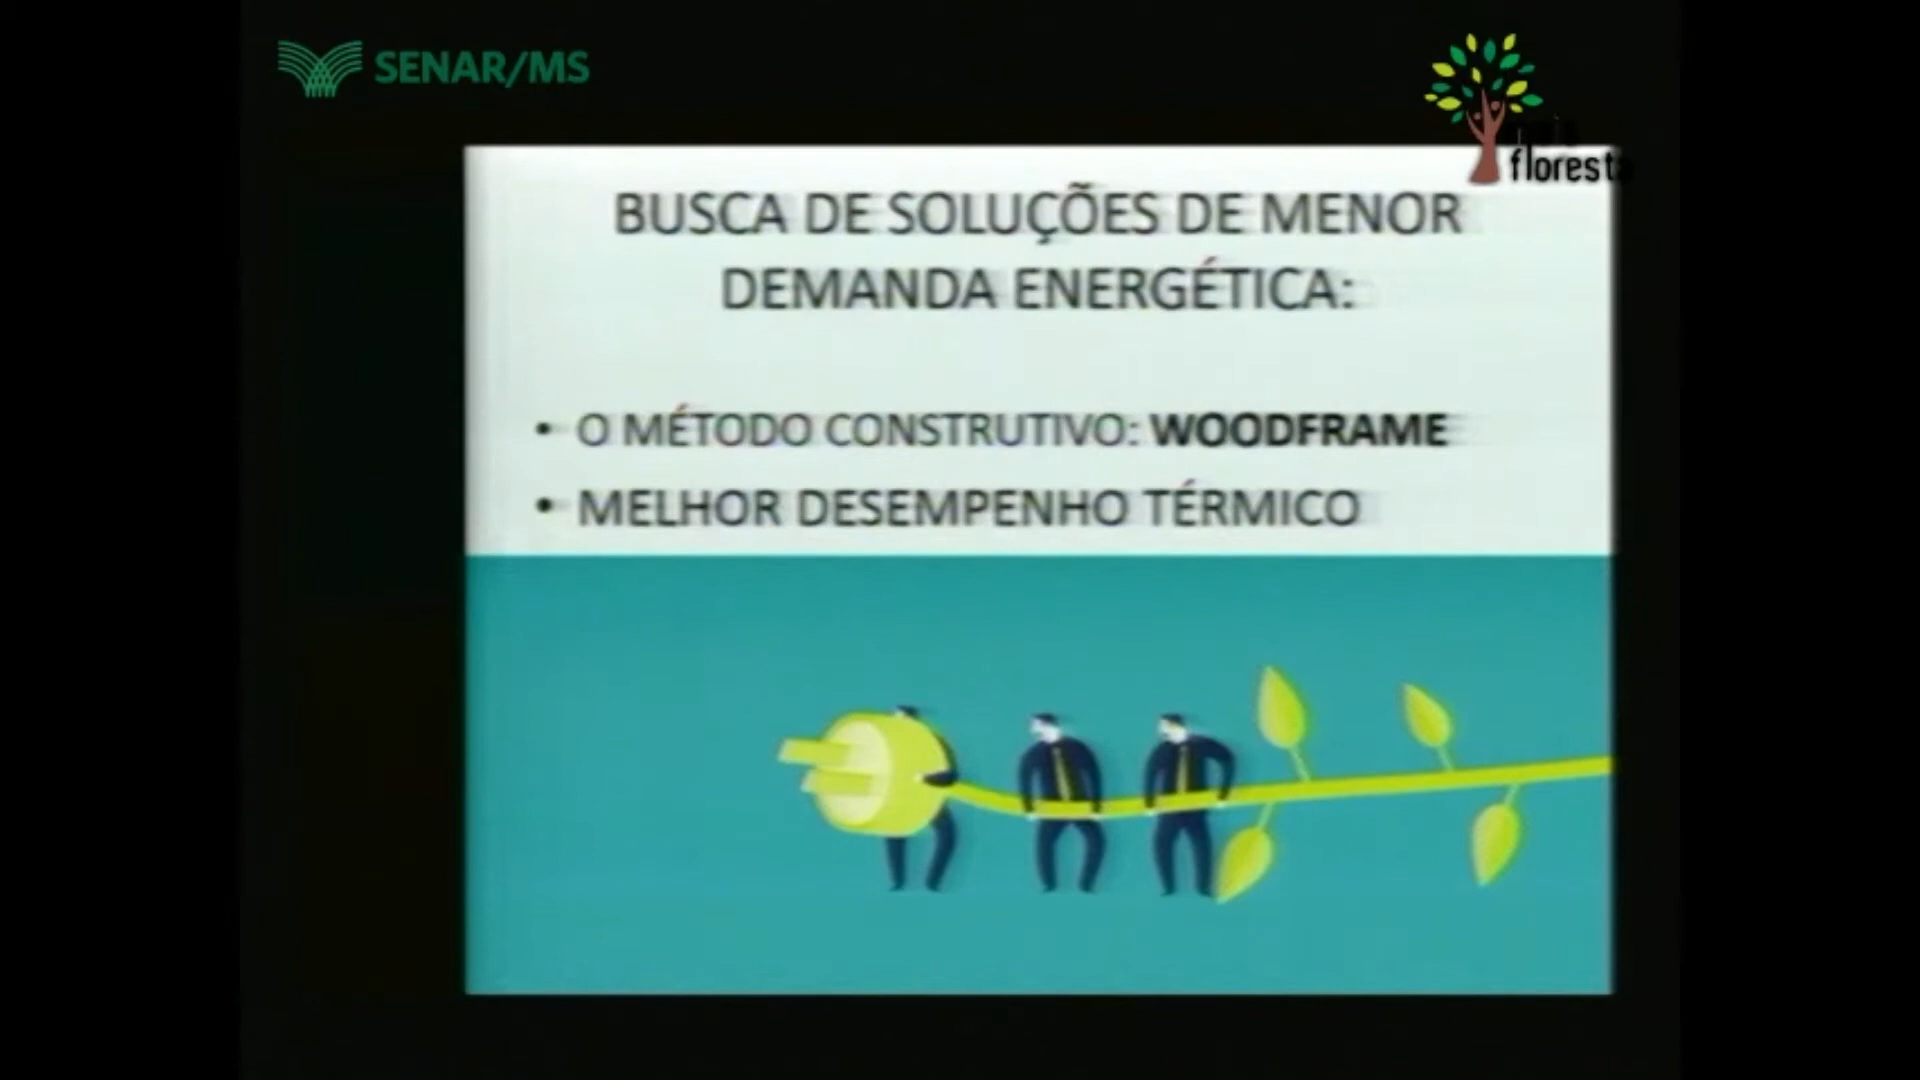 SENAR/MS
floresta
BUSCA DE SOLUÇÕES DE MENOR
DEMANDA ENERGÉTICA:
• O MÉTODO CONSTRUTIVO: WOODFRAME
• MELHOR DESEMPENHO TÉRMICO